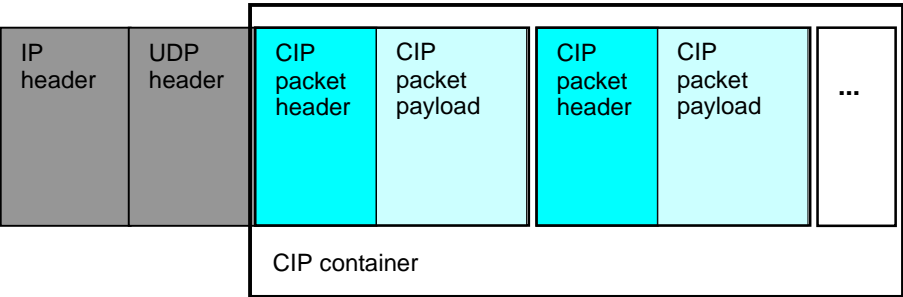 IP
header
UDP
header
CIP
packet
header
CIP
packet
payload
CIP
packet
header
CIP
packet
payload
...
CIP container